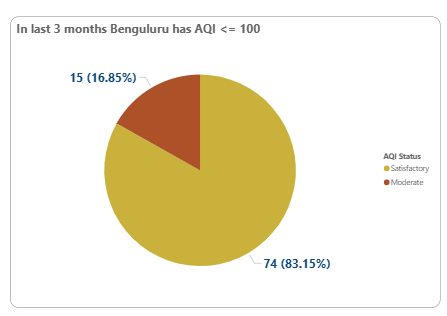 In last 3 months Benguluru has AQI <= 100
15 (16.85%)
AQI Status
Satisfactory
Moderate
74 (83.15%)